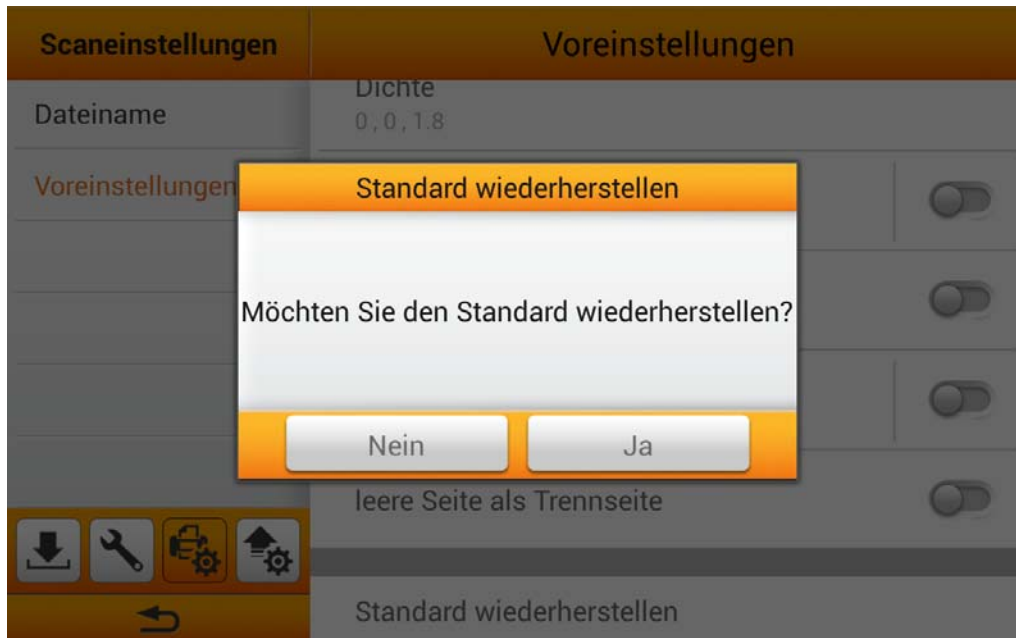 Scaneinstellungen
Voreinstellungen
Dateiname
Voreinstellungen
Dichte
0 , 0 , 1.8
Standard wiederherstellen
Möchten Sie den Standard wiederherstellen?
Nein
Ja
leere Seite als Trennseite
Standard wiederherstellen